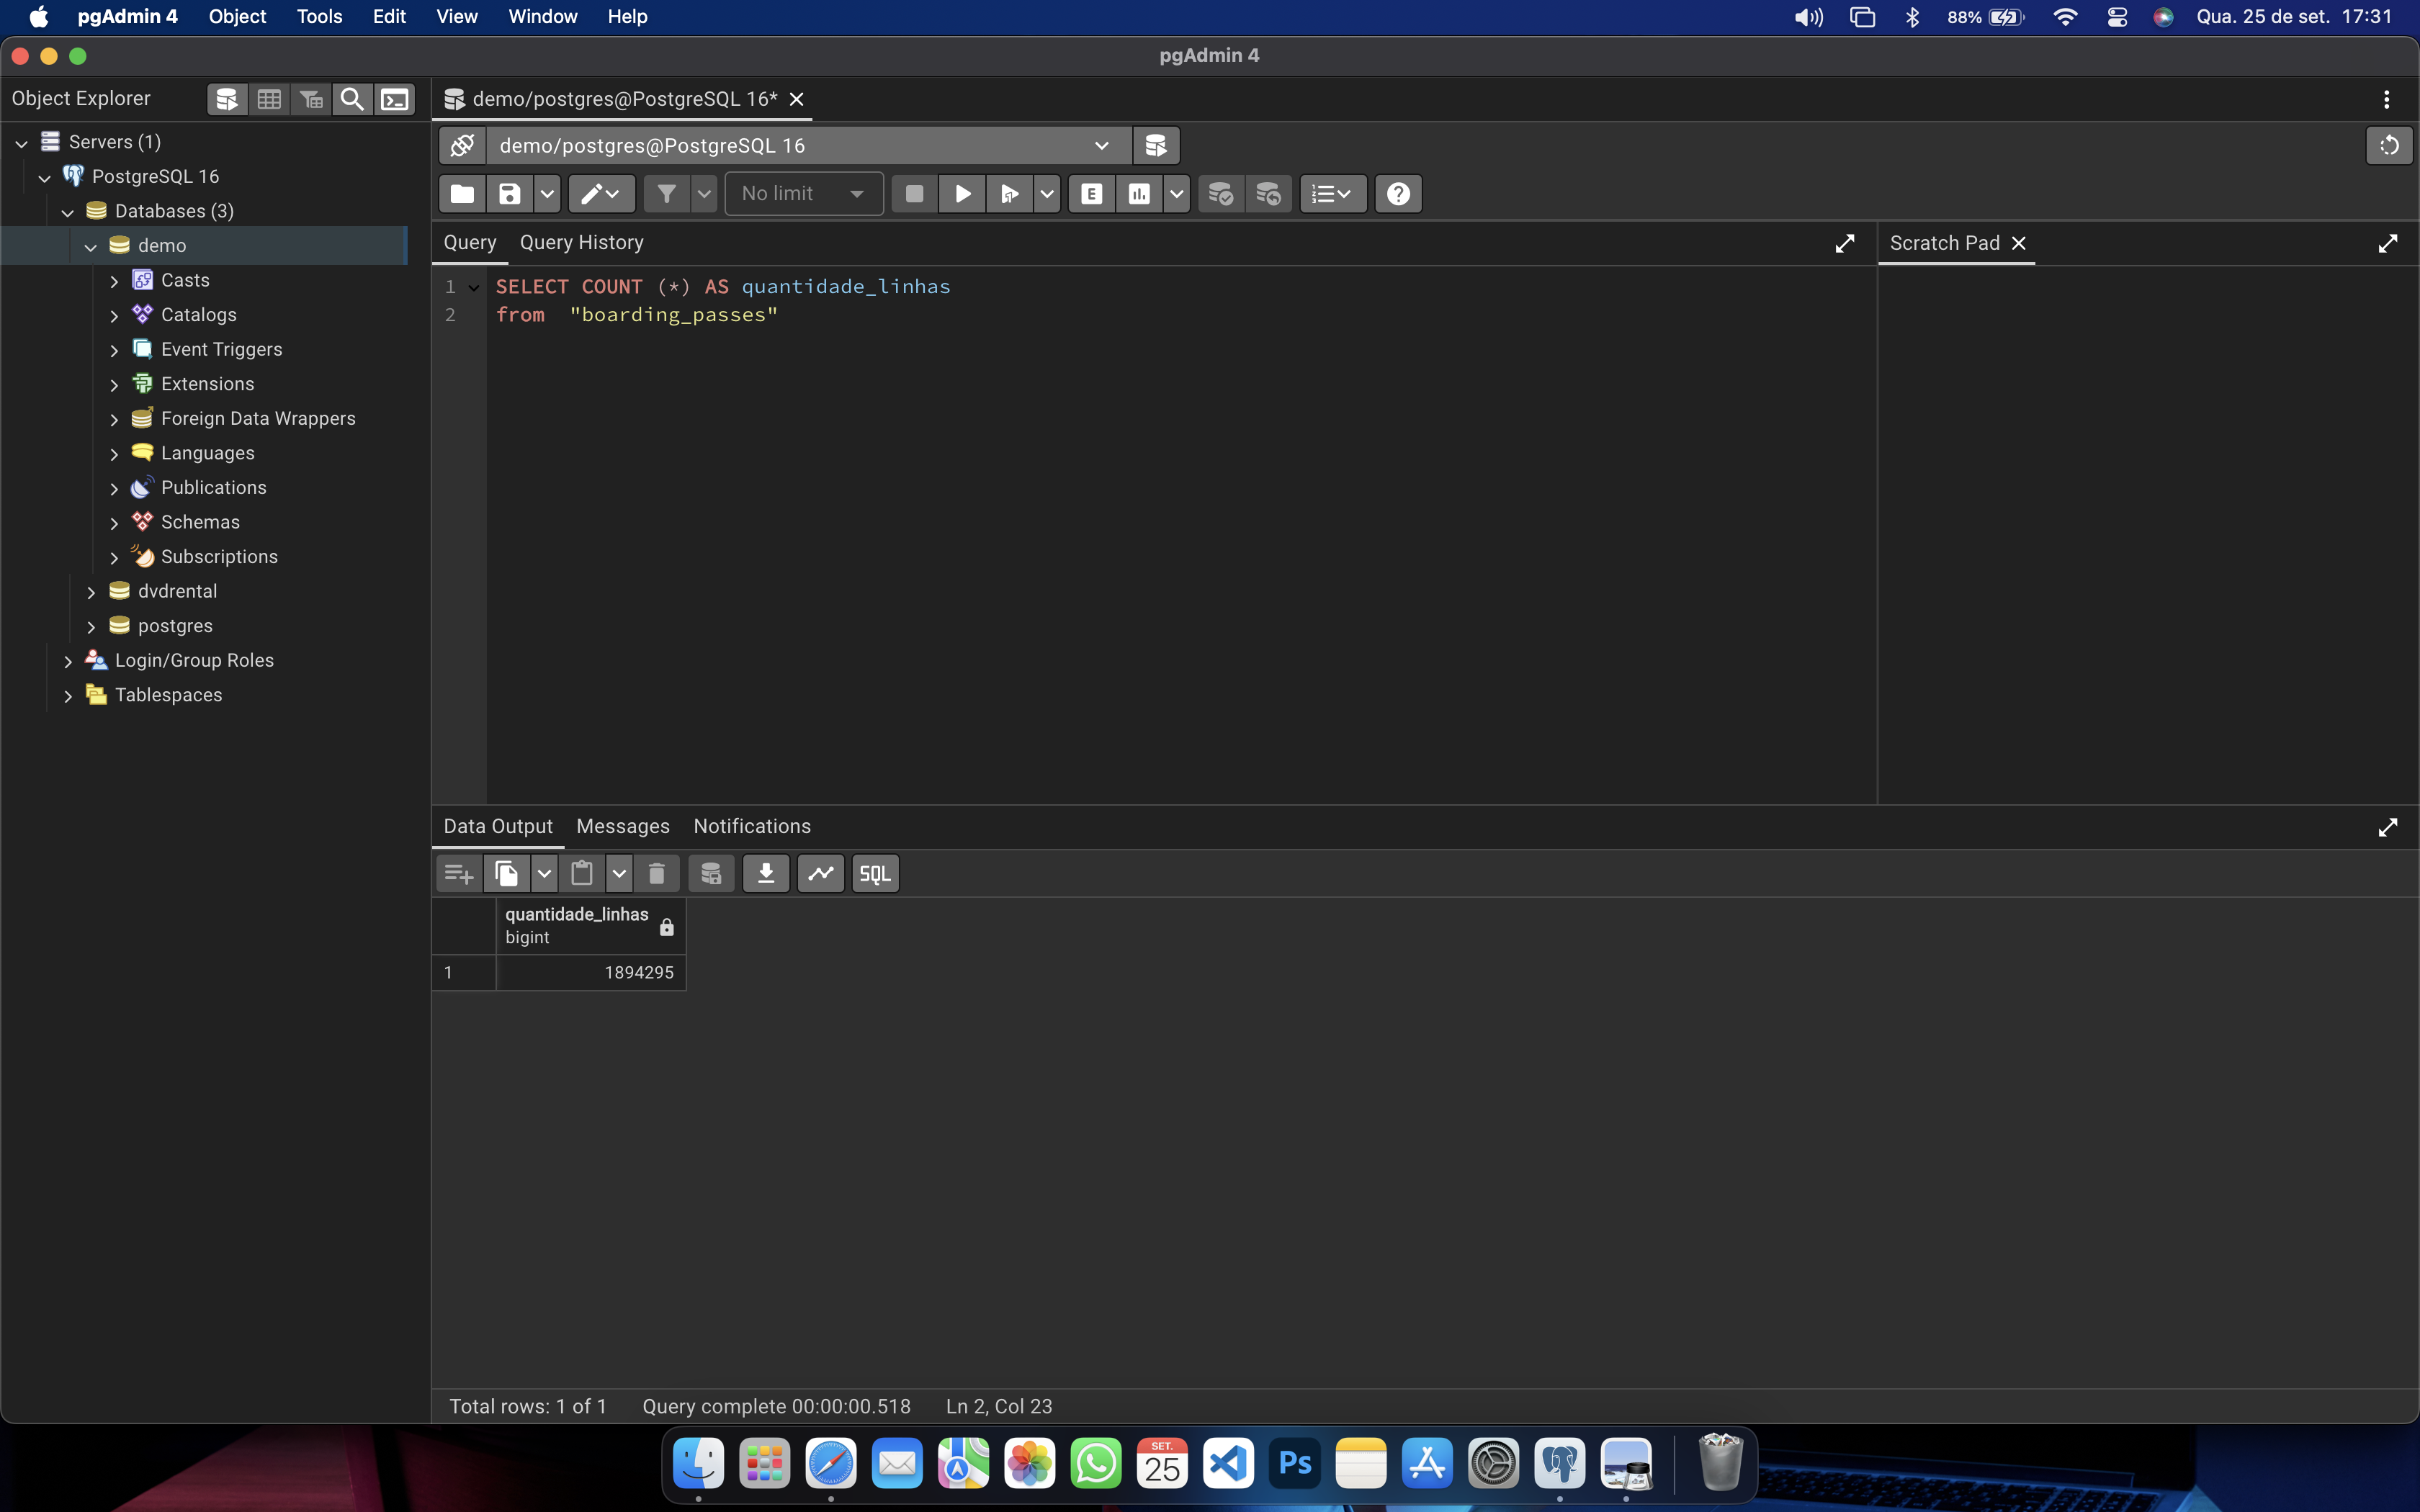 pgAdmin 4 Object Tools Edit View Window Help 88% Qua. 25 de set. 17:31
pgAdmin 4
Object Explorer
demo/postgres@PostgreSQL 16*
Servers (1)
PostgreSQL 16
Databases (3)
demo
Casts
Catalogs
Event Triggers
Extensions
Foreign Data Wrappers
Languages
Publications
Schemas
Subscriptions
dvdrental
postgres
Login/Group Roles
Tablespaces
demo/postgres@PostgreSQL 16
No limit E
Query Query History
1 SELECT COUNT (*) AS quantidade_linhas
2 from "boarding_passes"
Scratch Pad
Data Output Messages Notifications
SQL
quantidade_linhas
bigint
1 1894295
Total rows: 1 of 1 Query complete 00:00:00.518 Ln 2, Col 23
SET.
25
Ps